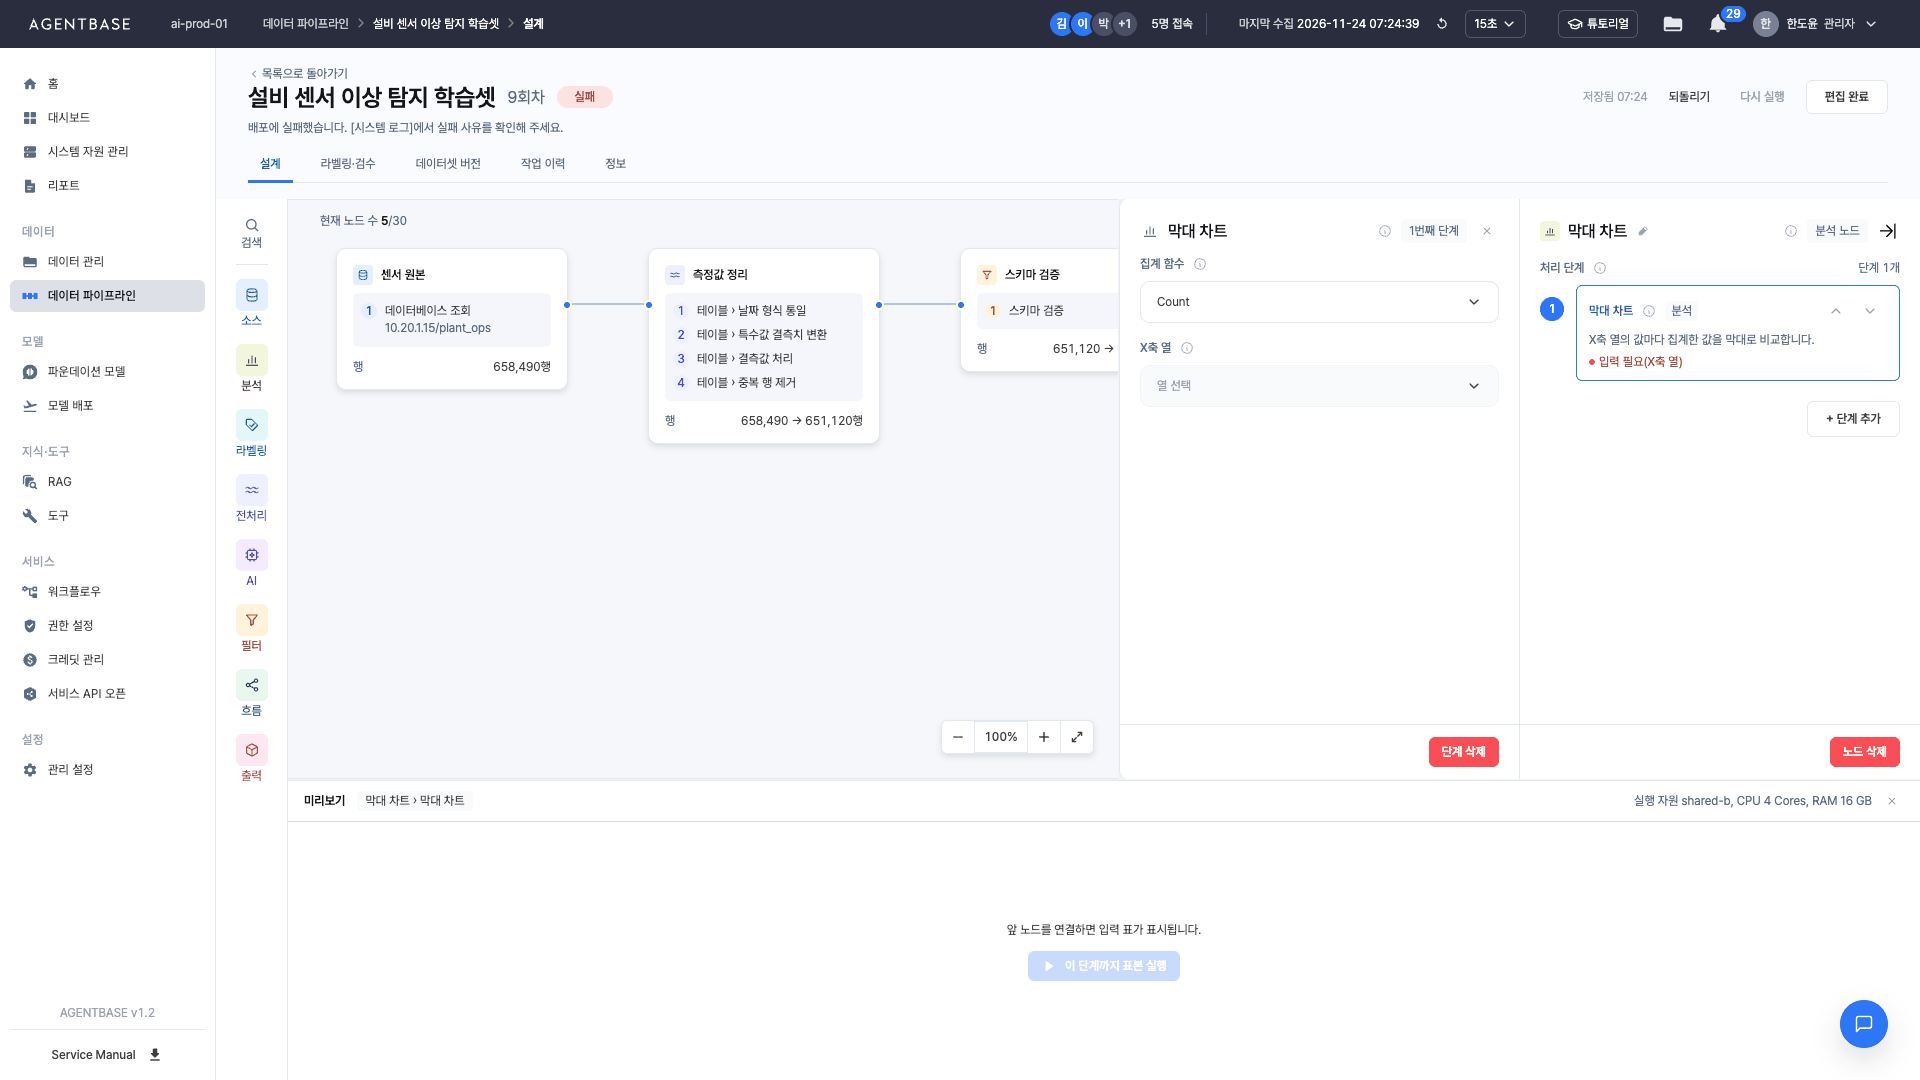 AGENTBASE
ai-prod-01
데이터 파이프라인 > 설비 센서 이상 탐지 학습셋 > 설계
김 이 박 +1 5명 접속
마지막 수집 2026-11-24 07:24:39
15초
튜토리얼
29
한 한도윤 관리자
홈
대시보드
시스템 자원 관리
리포트
데이터
데이터 관리
데이터 파이프라인
모델
파운데이션 모델
모델 배포
지식·도구
RAG
도구
서비스
워크플로우
권한 설정
크레딧 관리
서비스 API 오픈
설정
관리 설정
AGENTBASE v1.2
Service Manual
목록으로 돌아가기
설비 센서 이상 탐지 학습셋 9회차 실패
배포에 실패했습니다. [시스템 로그]에서 실패 사유를 확인해 주세요.
저장됨 07:24 되돌리기 다시 실행 편집 완료
설계 라벨링·검수 데이터셋 버전 작업 이력 정보
검색
소스
분석
라벨링
전처리
AI
필터
흐름
출력
현재 노드 수 5/30
센서 원본
1 데이터베이스 조회
10.20.1.15/plant_ops
행 658,490행
측정값 정리
1 테이블 › 날짜 형식 통일
2 테이블 › 특수값 결측치 변환
3 테이블 › 결측값 처리
4 테이블 › 중복 행 제거
행 658,490 → 651,120행
스키마 검증
1 스키마 검증
행 651,120 →
100%
막대 차트 1번째 단계
집계 함수
Count
X축 열
열 선택
단계 삭제
막대 차트 분석 노드
처리 단계 단계 1개
1 막대 차트 분석
X축 열의 값마다 집계한 값을 막대로 비교합니다.
입력 필요(X축 열)
+ 단계 추가
노드 삭제
미리보기 막대 차트 › 막대 차트
실행 자원 shared-b, CPU 4 Cores, RAM 16 GB
앞 노드를 연결하면 입력 표가 표시됩니다.
이 단계까지 표본 실행